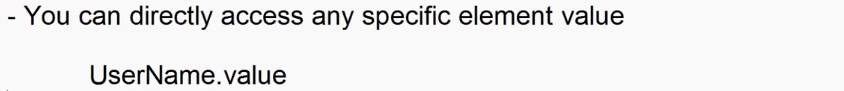 - You can directly access any specific element value
UserName.value